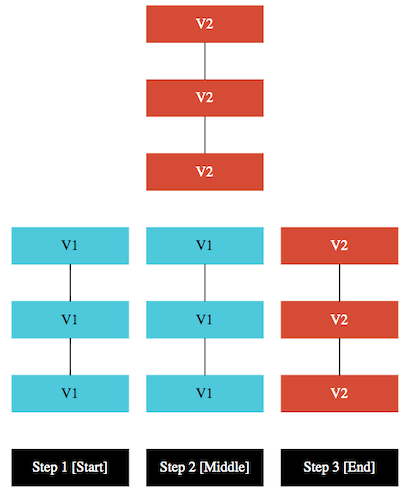 V2
V2
V2
V1 V1 V2
V1 V1 V2
V1 V1 V2
Step 1 [Start] Step 2 [Middle] Step 3 [End]